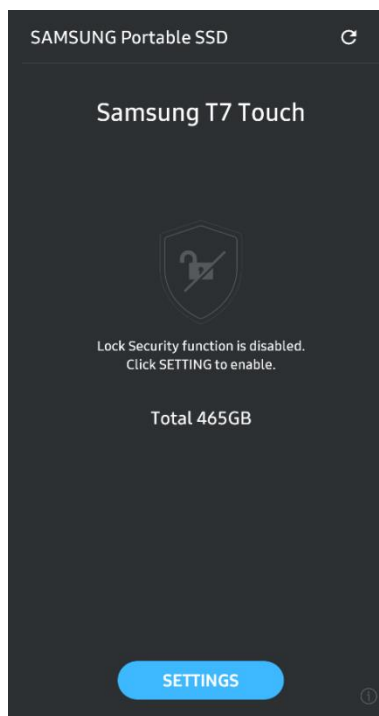 SAMSUNG Portable SSD
Samsung T7 Touch
Lock Security function is disabled.
Click SETTING to enable.
Total 465GB
SETTINGS